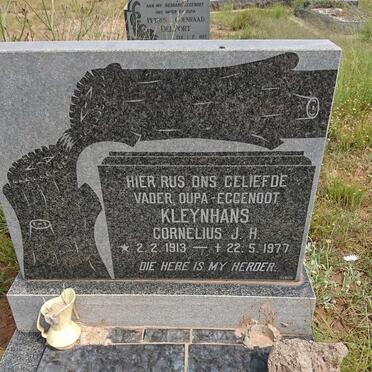 DELPORT
HIER RUS ONS GELIEFDE
VADER, OUPA - EGGENOOT
KLEYNHANS
CORNELIUS J. H.
* 2.2.1913 — † 22.5.1977
DIE HERE IS MY HERDER.